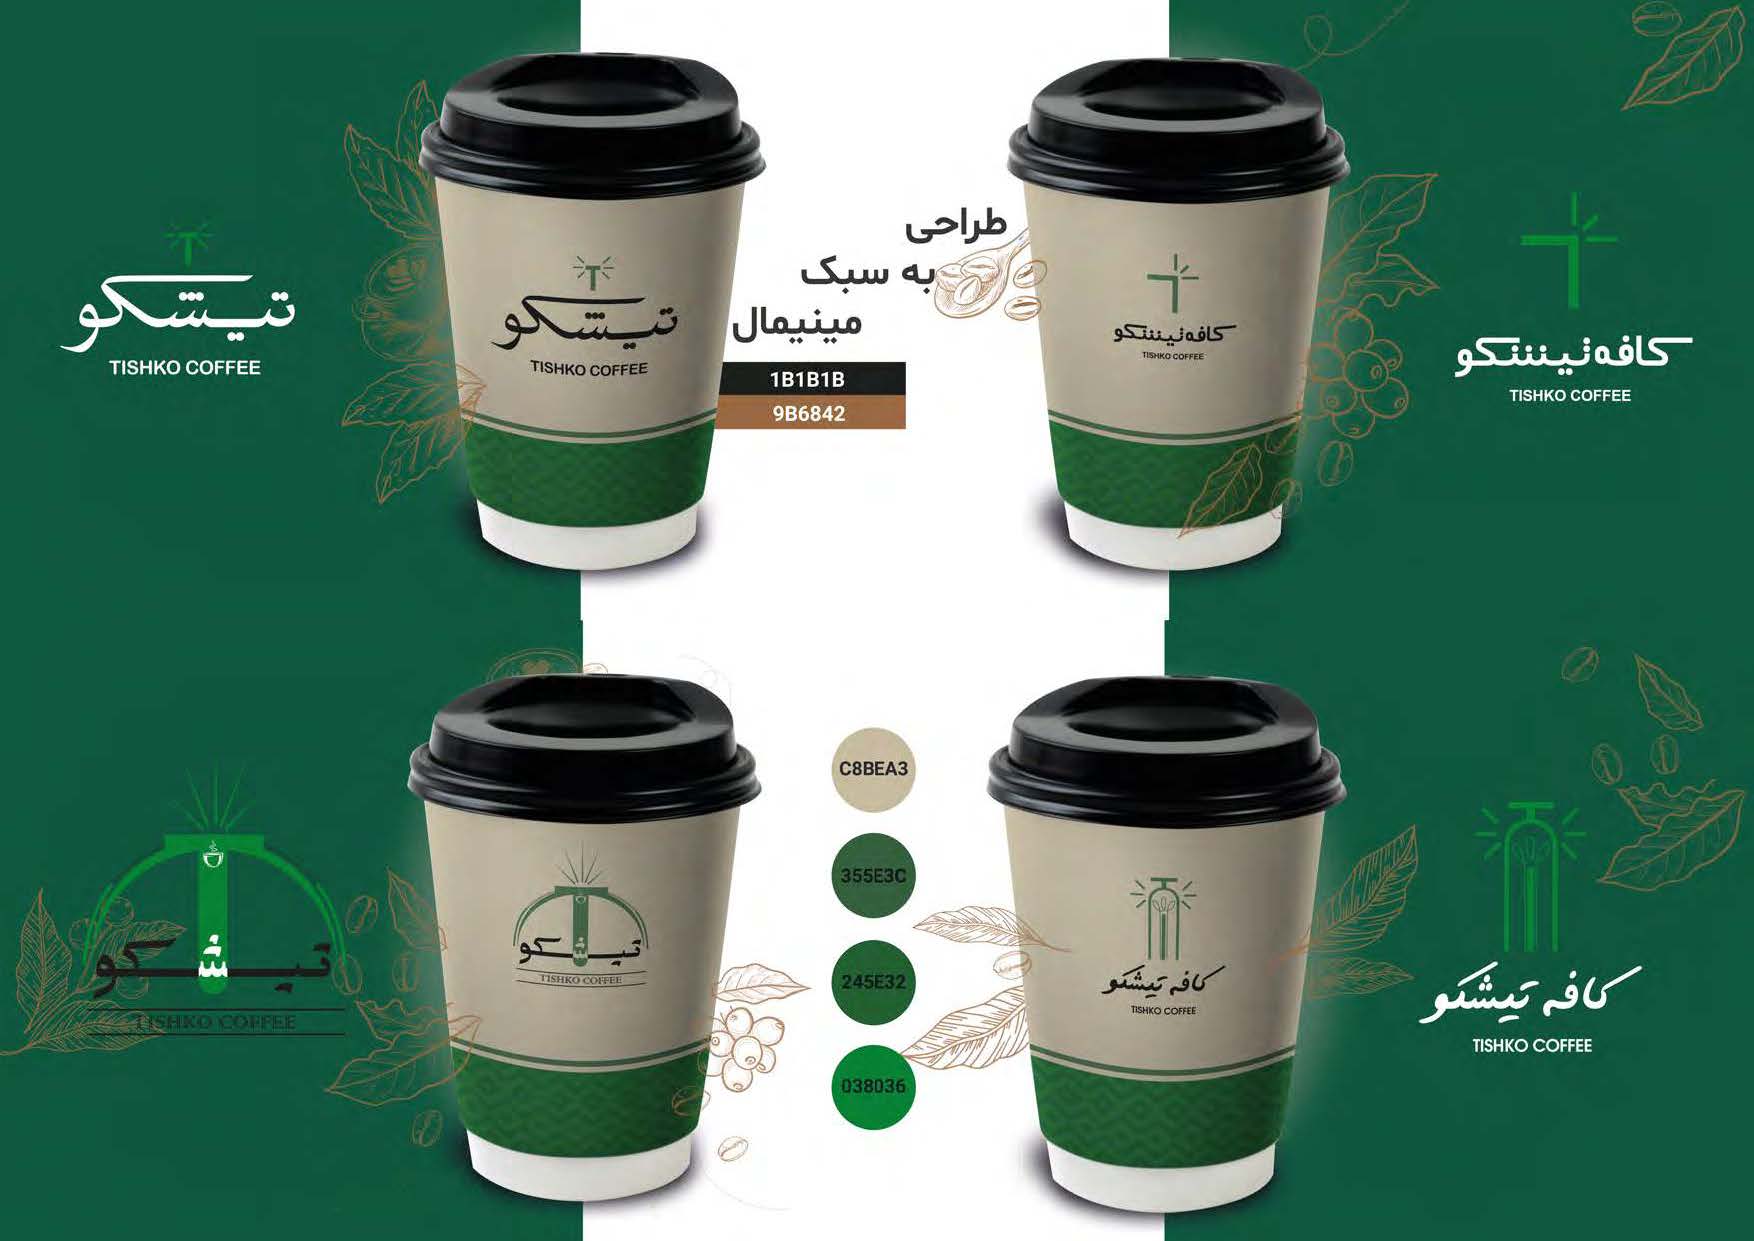 تیشکو
TISHKO COFFEE
T
تیشکو
TISHKO COFFEE
طراحی
به سبک
مینیمال
1B1B1B
9B6842
کافه تیشکو
TISHKO COFFEE
کافه تیشکو
TISHKO COFFEE
تیشکو
TISHKO COFFEE
تیشکو
TISHKO COFFEE
C8BEA3
355E3C
245E32
038036
کافه تیشکو
TISHKO COFFEE
کافه تیشکو
TISHKO COFFEE